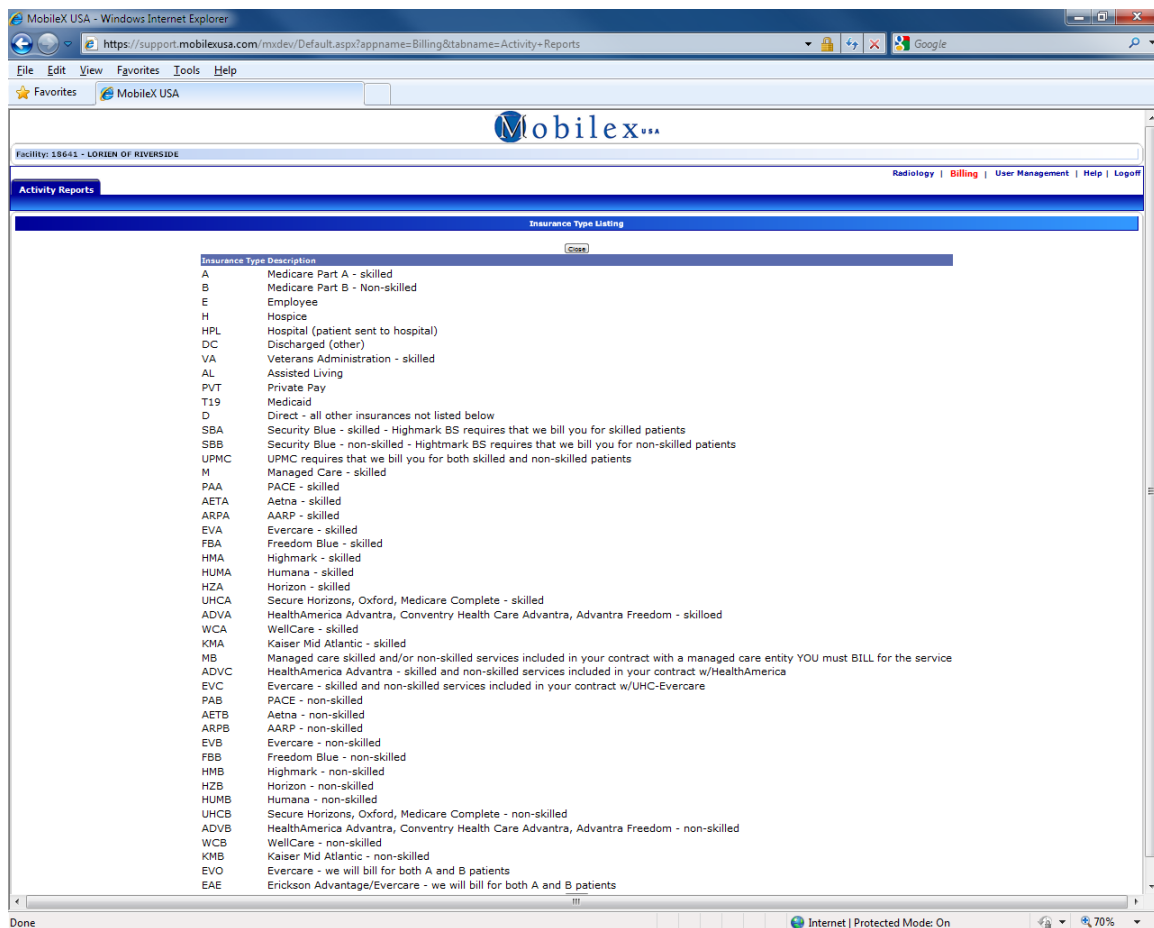 MobileX USA - Windows Internet Explorer
https://support.mobilexusa.com/mxdev/Default.aspx?appname=Billing&tabname=Activity+Reports
Google
File Edit View Favorites Tools Help
Favorites MobileX USA
Mobilex USA
Facility: 18641 - LORIEN OF RIVERSIDE
Radiology | Billing | User Management | Help | Logoff
Activity Reports
Insurance Type Listing
Close
Insurance Type Description
A Medicare Part A - skilled
B Medicare Part B - Non-skilled
E Employee
H Hospice
HPL Hospital (patient sent to hospital)
DC Discharged (other)
VA Veterans Administration - skilled
AL Assisted Living
PVT Private Pay
T19 Medicaid
D Direct - all other insurances not listed below
SBA Security Blue - skilled - Highmark BS requires that we bill you for skilled patients
SBB Security Blue - non-skilled - Hightmark BS requires that we bill you for non-skilled patients
UPMC UPMC requires that we bill you for both skilled and non-skilled patients
M Managed Care - skilled
PAA PACE - skilled
AETA Aetna - skilled
ARPA AARP - skilled
EVA Evercare - skilled
FBA Freedom Blue - skilled
HMA Highmark - skilled
HUMA Humana - skilled
HZA Horizon - skilled
UHCA Secure Horizons, Oxford, Medicare Complete - skilled
ADVA HealthAmerica Advantra, Conventry Health Care Advantra, Advantra Freedom - skilloed
WCA WellCare - skilled
KMA Kaiser Mid Atlantic - skilled
MB Managed care skilled and/or non-skilled services included in your contract with a managed care entity YOU must BILL for the service
ADVC HealthAmerica Advantra - skilled and non-skilled services included in your contract w/HealthAmerica
EVC Evercare - skilled and non-skilled services included in your contract w/UHC-Evercare
PAB PACE - non-skilled
AETB Aetna - non-skilled
ARPB AARP - non-skilled
EVB Evercare - non-skilled
FBB Freedom Blue - non-skilled
HMB Highmark - non-skilled
HZB Horizon - non-skilled
HUMB Humana - non-skilled
UHCB Secure Horizons, Oxford, Medicare Complete - non-skilled
ADVB HealthAmerica Advantra, Conventry Health Care Advantra, Advantra Freedom - non-skilled
WCB WellCare - non-skilled
KMB Kaiser Mid Atlantic - non-skilled
EVO Evercare - we will bill for both A and B patients
EAE Erickson Advantage/Evercare - we will bill for both A and B patients
Done Internet | Protected Mode: On 70%